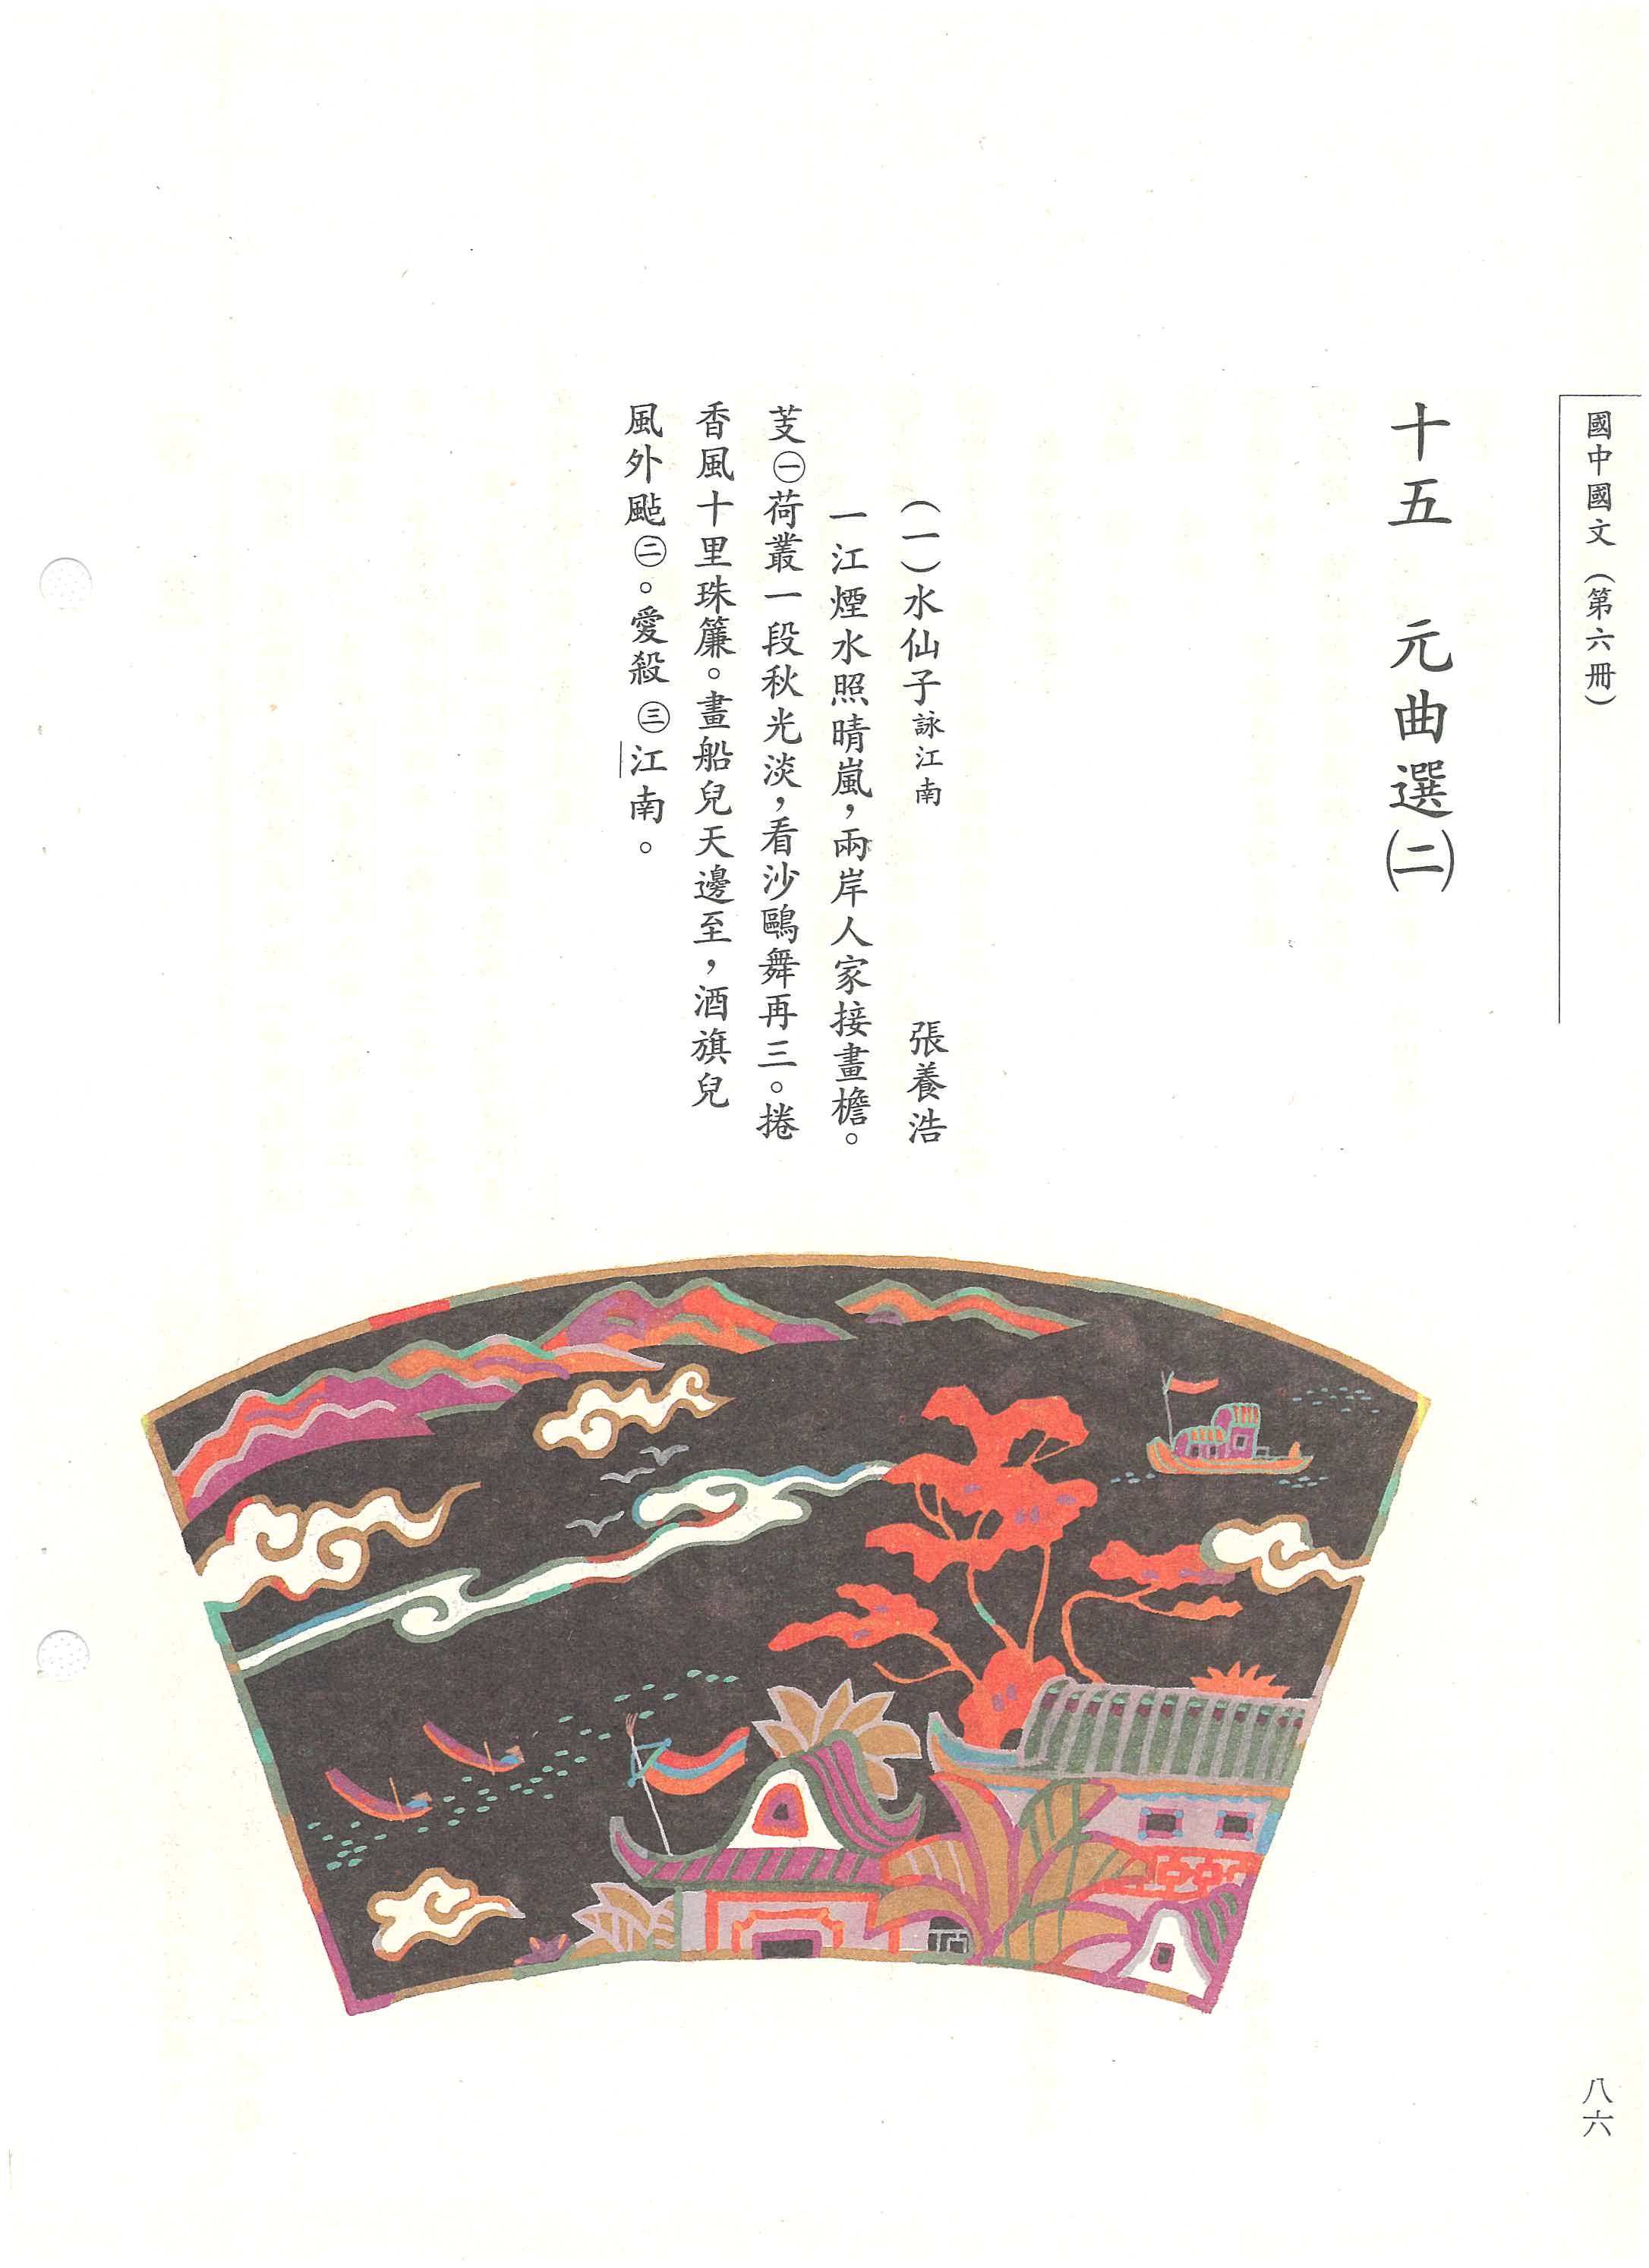 國中國文（第六冊）
十五　元曲選㈡
（一）水仙子詠江南　張養浩
一江煙水照晴嵐，兩岸人家接畫檐。
芰㊀荷叢一段秋光淡，看沙鷗舞再三。捲
香風十里珠簾。畫船兒天邊至，酒旗兒
風外颭㊁。愛殺㊂江南。
八六